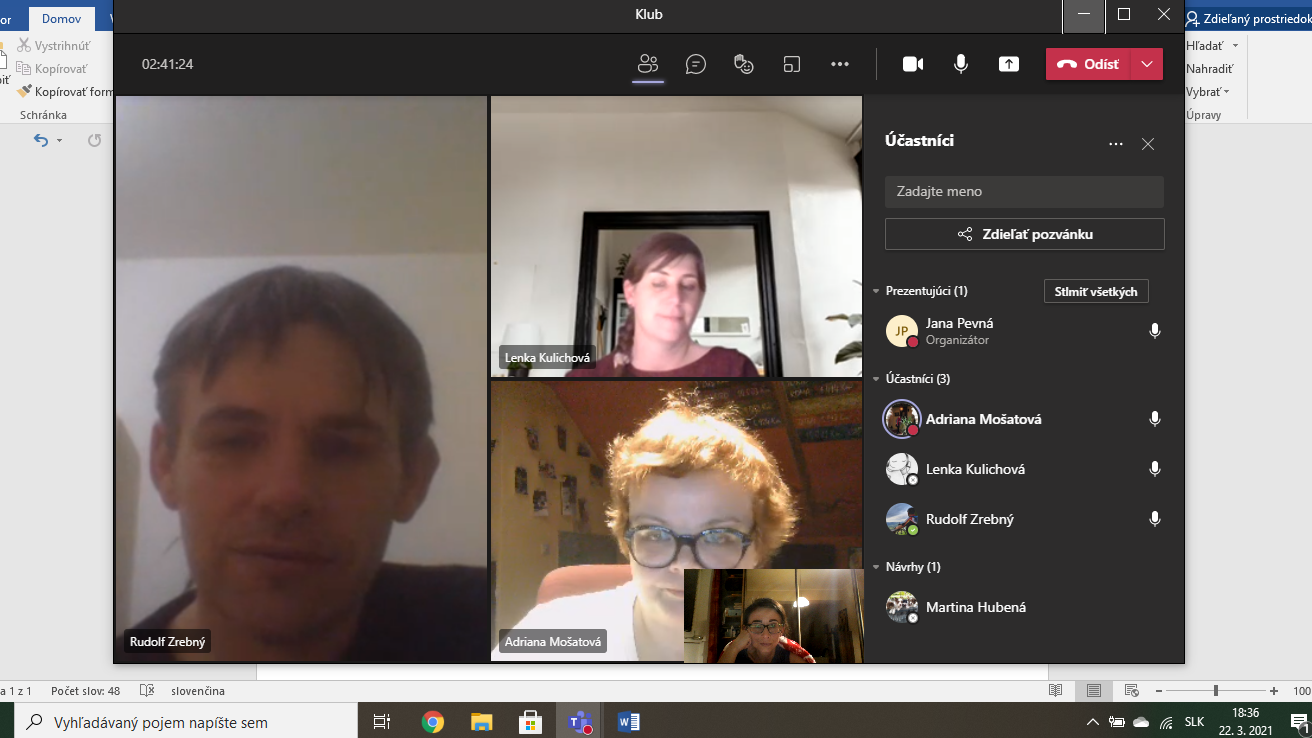 or
Domov
Vystrihnúť
Kopírovať
Kopírovať form
Schránka
Klub
Zdieľaný prostriedok
Hľadať
Nahradiť
Vybrať
Úpravy
02:41:24
Odísť
Účastníci
Zadajte meno
Zdieľať pozvánku
Prezentujúci (1)
Stlmiť všetkých
JP
Jana Pevná
Organizátor
Účastníci (3)
Adriana Mošatová
Lenka Kulichová
Rudolf Zrebný
Návrhy (1)
Martina Hubená
Lenka Kulichová
Rudolf Zrebný
Adriana Mošatová
a 1 z 1
Počet slov: 48
slovenčina
100
Vyhľadávaný pojem napíšte sem
SLK
18:36
22. 3. 2021
1